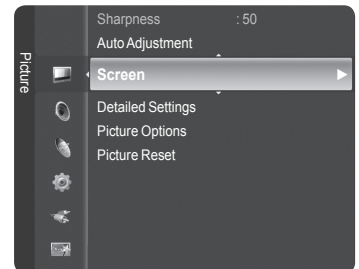 Picture
Sharpness : 50
Auto Adjustment
Screen
Detailed Settings
Picture Options
Picture Reset